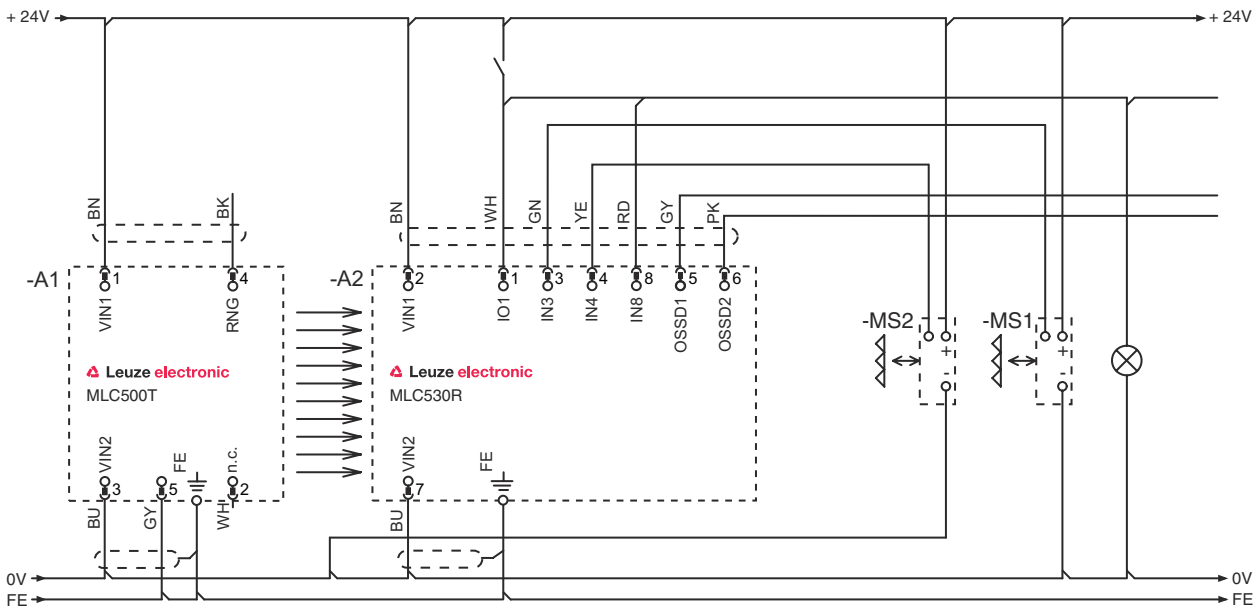 + 24V
+ 24V
BN
BK
BN
WH
GN
YE
RD
GY
PK
-A1
1
4
-A2
2
1
3
4
8
5
6
VIN1
RNG
VIN1
IO1
IN3
IN4
IN8
OSSD1
OSSD2
-MS2
-MS1
+
-
+
-
Leuze electronic
MLC500T
Leuze electronic
MLC530R
VIN2
FE
n.c.
VIN2
FE
3
5
2
7
BU
GY
WH
BU
0V
0V
FE
FE